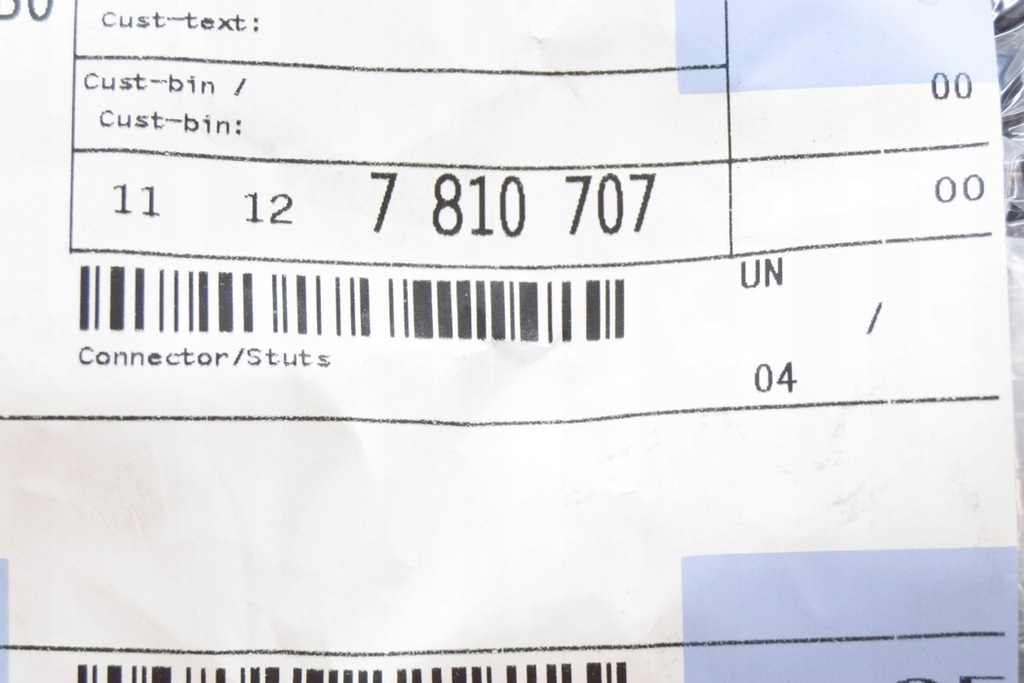 Cust-text:
Cust-bin /
00
Cust-bin:
11 12 7 810 707
00
UN
/
Connector/Stuts
04